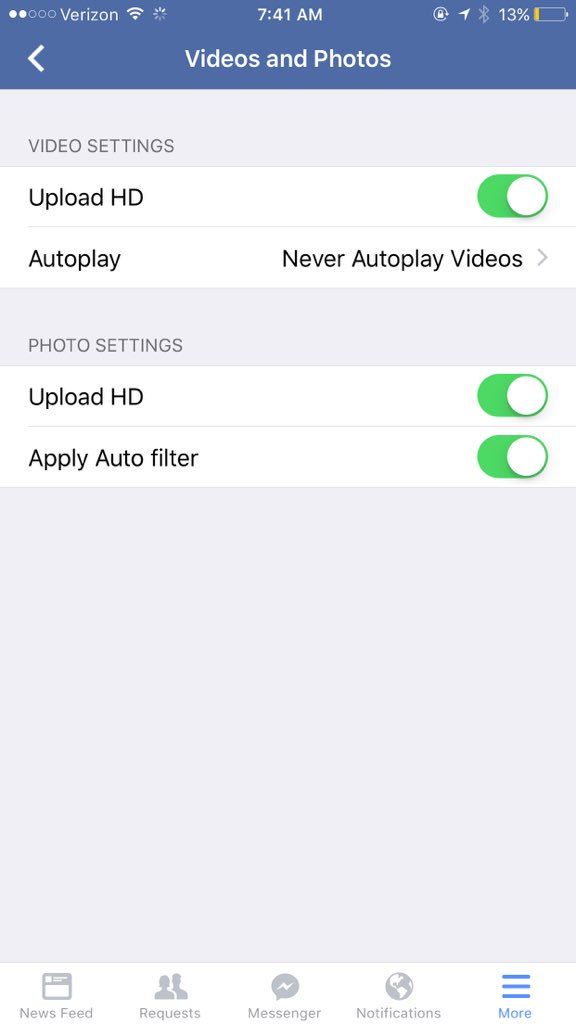 Verizon 7:41 AM 13%
Videos and Photos
VIDEO SETTINGS
Upload HD
Autoplay Never Autoplay Videos
PHOTO SETTINGS
Upload HD
Apply Auto filter
News Feed Requests Messenger Notifications More